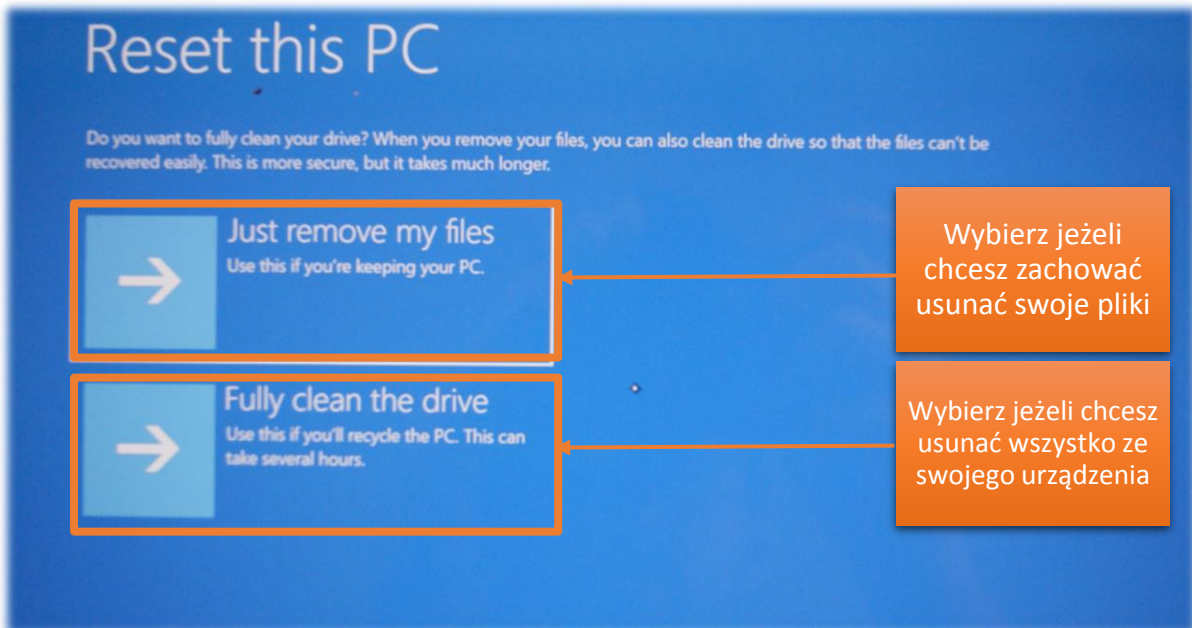 Reset this PC
Do you want to fully clean your drive? When you remove your files, you can also clean the drive so that the files can't be
recovered easily. This is more secure, but it takes much longer.
Just remove my files
Use this if you're keeping your PC.
Wybierz jeżeli
chcesz zachować
usunać swoje pliki
Fully clean the drive
Use this if you'll recycle the PC. This can
take several hours.
Wybierz jeżeli chcesz
usunać wszystko ze
swojego urządzenia